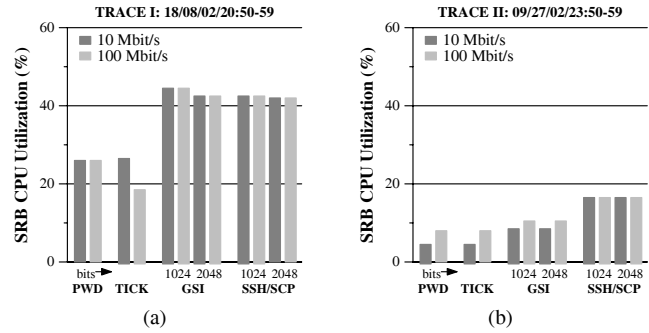 TRACE I: 18/08/02/20:50-59
SRB CPU Utilization (%)
60
40
20
0
10 Mbit/s
100 Mbit/s
bits
1024 2048
1024 2048
PWD TICK GSI SSH/SCP
(a)
TRACE II: 09/27/02/23:50-59
SRB CPU Utilization (%)
60
40
20
0
10 Mbit/s
100 Mbit/s
bits
1024 2048
1024 2048
PWD TICK GSI SSH/SCP
(b)